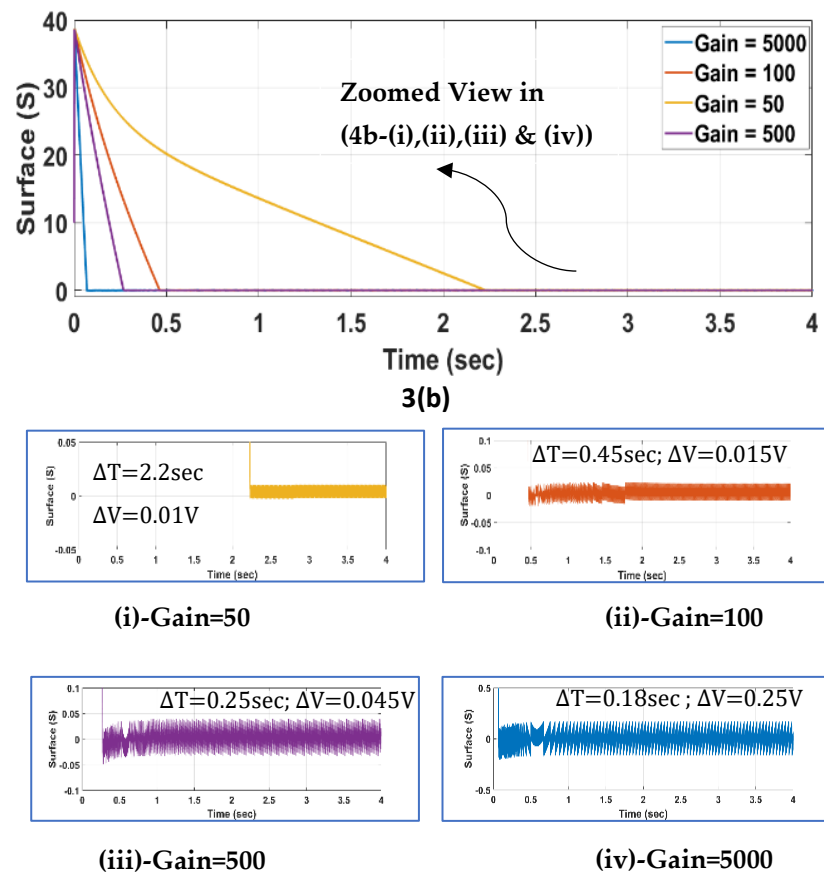 40
30
20
10
0
Surface (S)
Gain = 5000
Gain = 100
Gain = 50
Gain = 500
Zoomed View in
(4b-(i),(ii),(iii) & (iv))
0 0.5 1 1.5 2 2.5 3 3.5 4
Time (sec)
3(b)
0.05
0
-0.05
Surface (S)
ΔT=2.2sec
ΔV=0.01V
0 0.5 1 1.5 2 2.5 3 3.5 4
Time (sec)
(i)-Gain=50
0.1
0.05
0
-0.05
-0.1
Surface (S)
ΔT=0.45sec; ΔV=0.015V
0 0.5 1 1.5 2 2.5 3 3.5 4
Time (sec)
(ii)-Gain=100
0.1
0.05
0
-0.05
-0.1
Surface (S)
ΔT=0.25sec; ΔV=0.045V
0 0.5 1 1.5 2 2.5 3 3.5 4
Time (sec)
(iii)-Gain=500
0.5
0
-0.5
Surface (S)
ΔT=0.18sec ; ΔV=0.25V
0 0.5 1 1.5 2 2.5 3 3.5 4
Time (sec)
(iv)-Gain=5000